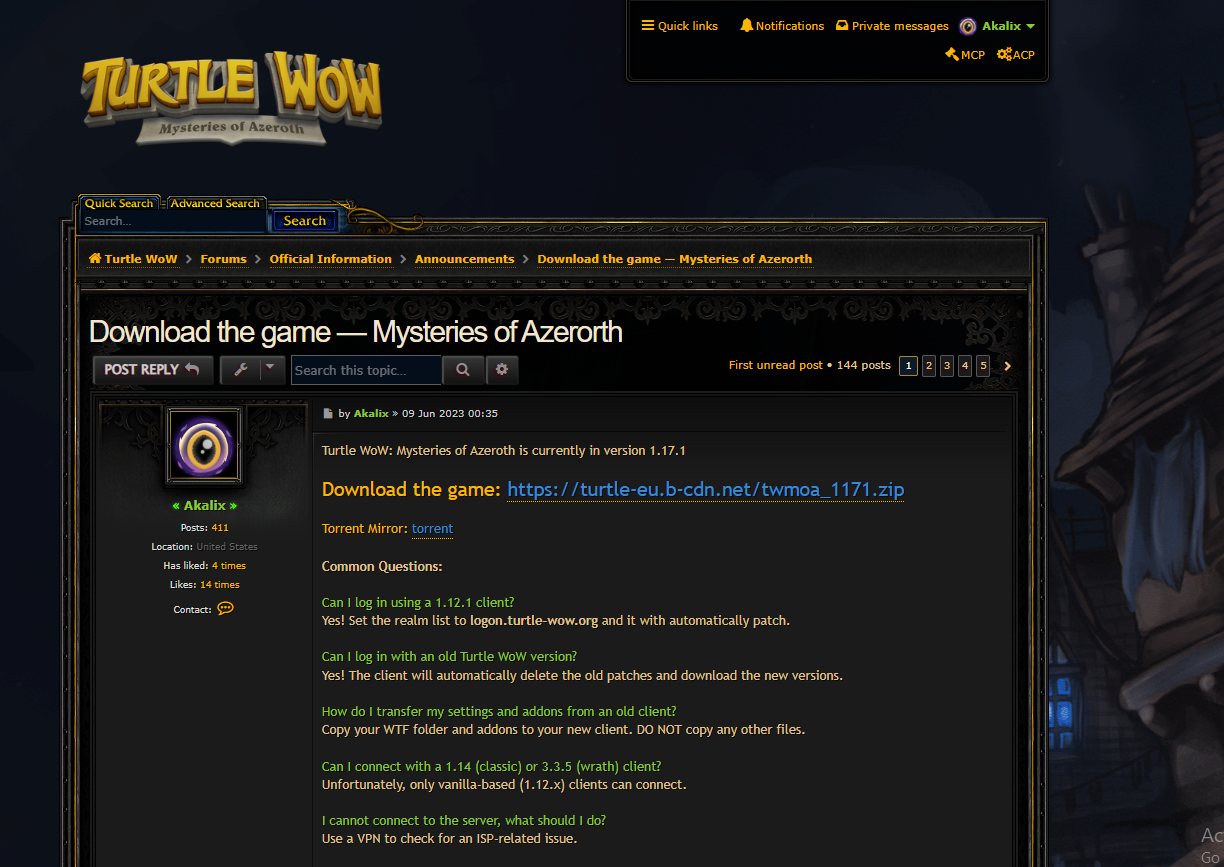 Quick links Notifications Private messages Akalix
MCP ACP
TURTLE WOW
Mysteries of Azeroth
Quick Search Advanced Search
Search... Search
Turtle WoW Forums Official Information Announcements Download the game — Mysteries of Azerorth
Download the game — Mysteries of Azerorth
POST REPLY Search this topic... First unread post • 144 posts 1 2 3 4 5
by Akalix » 09 Jun 2023 00:35
« Akalix »
Posts: 411
Location: United States
Has liked: 4 times
Likes: 14 times
Contact:
Turtle WoW: Mysteries of Azeroth is currently in version 1.17.1
Download the game: https://turtle-eu.b-cdn.net/twmoa_1171.zip
Torrent Mirror: torrent
Common Questions:
Can I log in using a 1.12.1 client?
Yes! Set the realm list to logon.turtle-wow.org and it with automatically patch.
Can I log in with an old Turtle WoW version?
Yes! The client will automatically delete the old patches and download the new versions.
How do I transfer my settings and addons from an old client?
Copy your WTF folder and addons to your new client. DO NOT copy any other files.
Can I connect with a 1.14 (classic) or 3.3.5 (wrath) client?
Unfortunately, only vanilla-based (1.12.x) clients can connect.
I cannot connect to the server, what should I do?
Use a VPN to check for an ISP-related issue.
Go